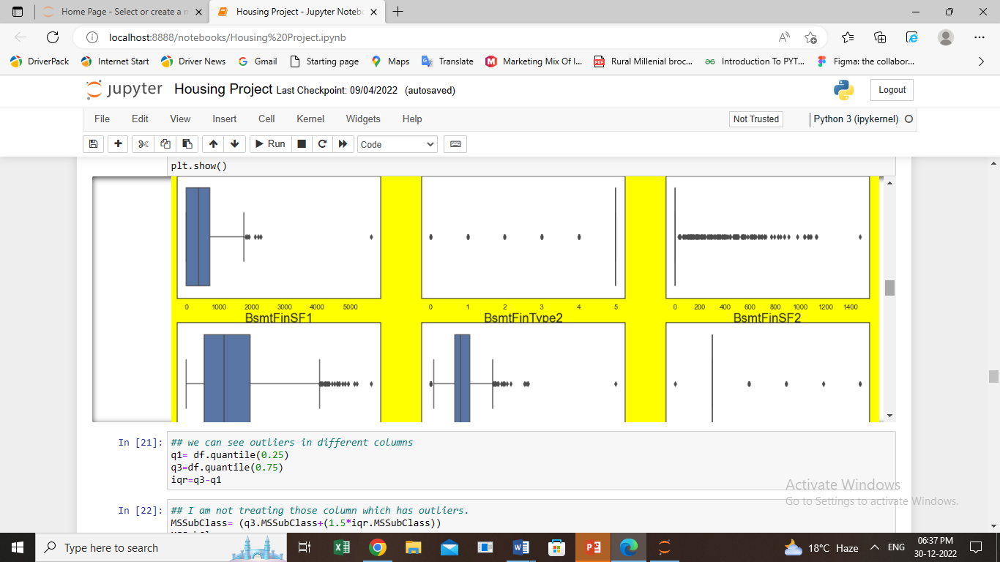 Home Page - Select or create a n
Housing Project - Jupyter Noteb
localhost:8888/notebooks/Housing%20Project.ipynb
DriverPack
Internet Start
Driver News
Gmail
Starting page
Maps
Translate
Marketing Mix Of I...
Rural Millenial broc...
Introduction To PYT...
Figma: the collabor...
jupyter Housing Project Last Checkpoint: 09/04/2022 (autosaved)
Logout
File Edit View Insert Cell Kernel Widgets Help
Not Trusted
Python 3 (ipykernel)
Run
Code
plt.show()
0 1000 2000 3000 4000 5000
0 1 2 3 4 5
0 200 400 600 800 1000 1200 1400
BsmtFinSF1
BsmtFinType2
BsmtFinSF2
In [21]:
## we can see outliers in different columns
q1= df.quantile(0.25)
q3=df.quantile(0.75)
iqr=q3-q1
In [22]:
## I am not treating those column which has outliers.
MSSubClass= (q3.MSSubClass+(1.5*iqr.MSSubClass))
Activate Windows
Go to Settings to activate Windows.
Type here to search
18°C Haze
ENG
06:37 PM
30-12-2022